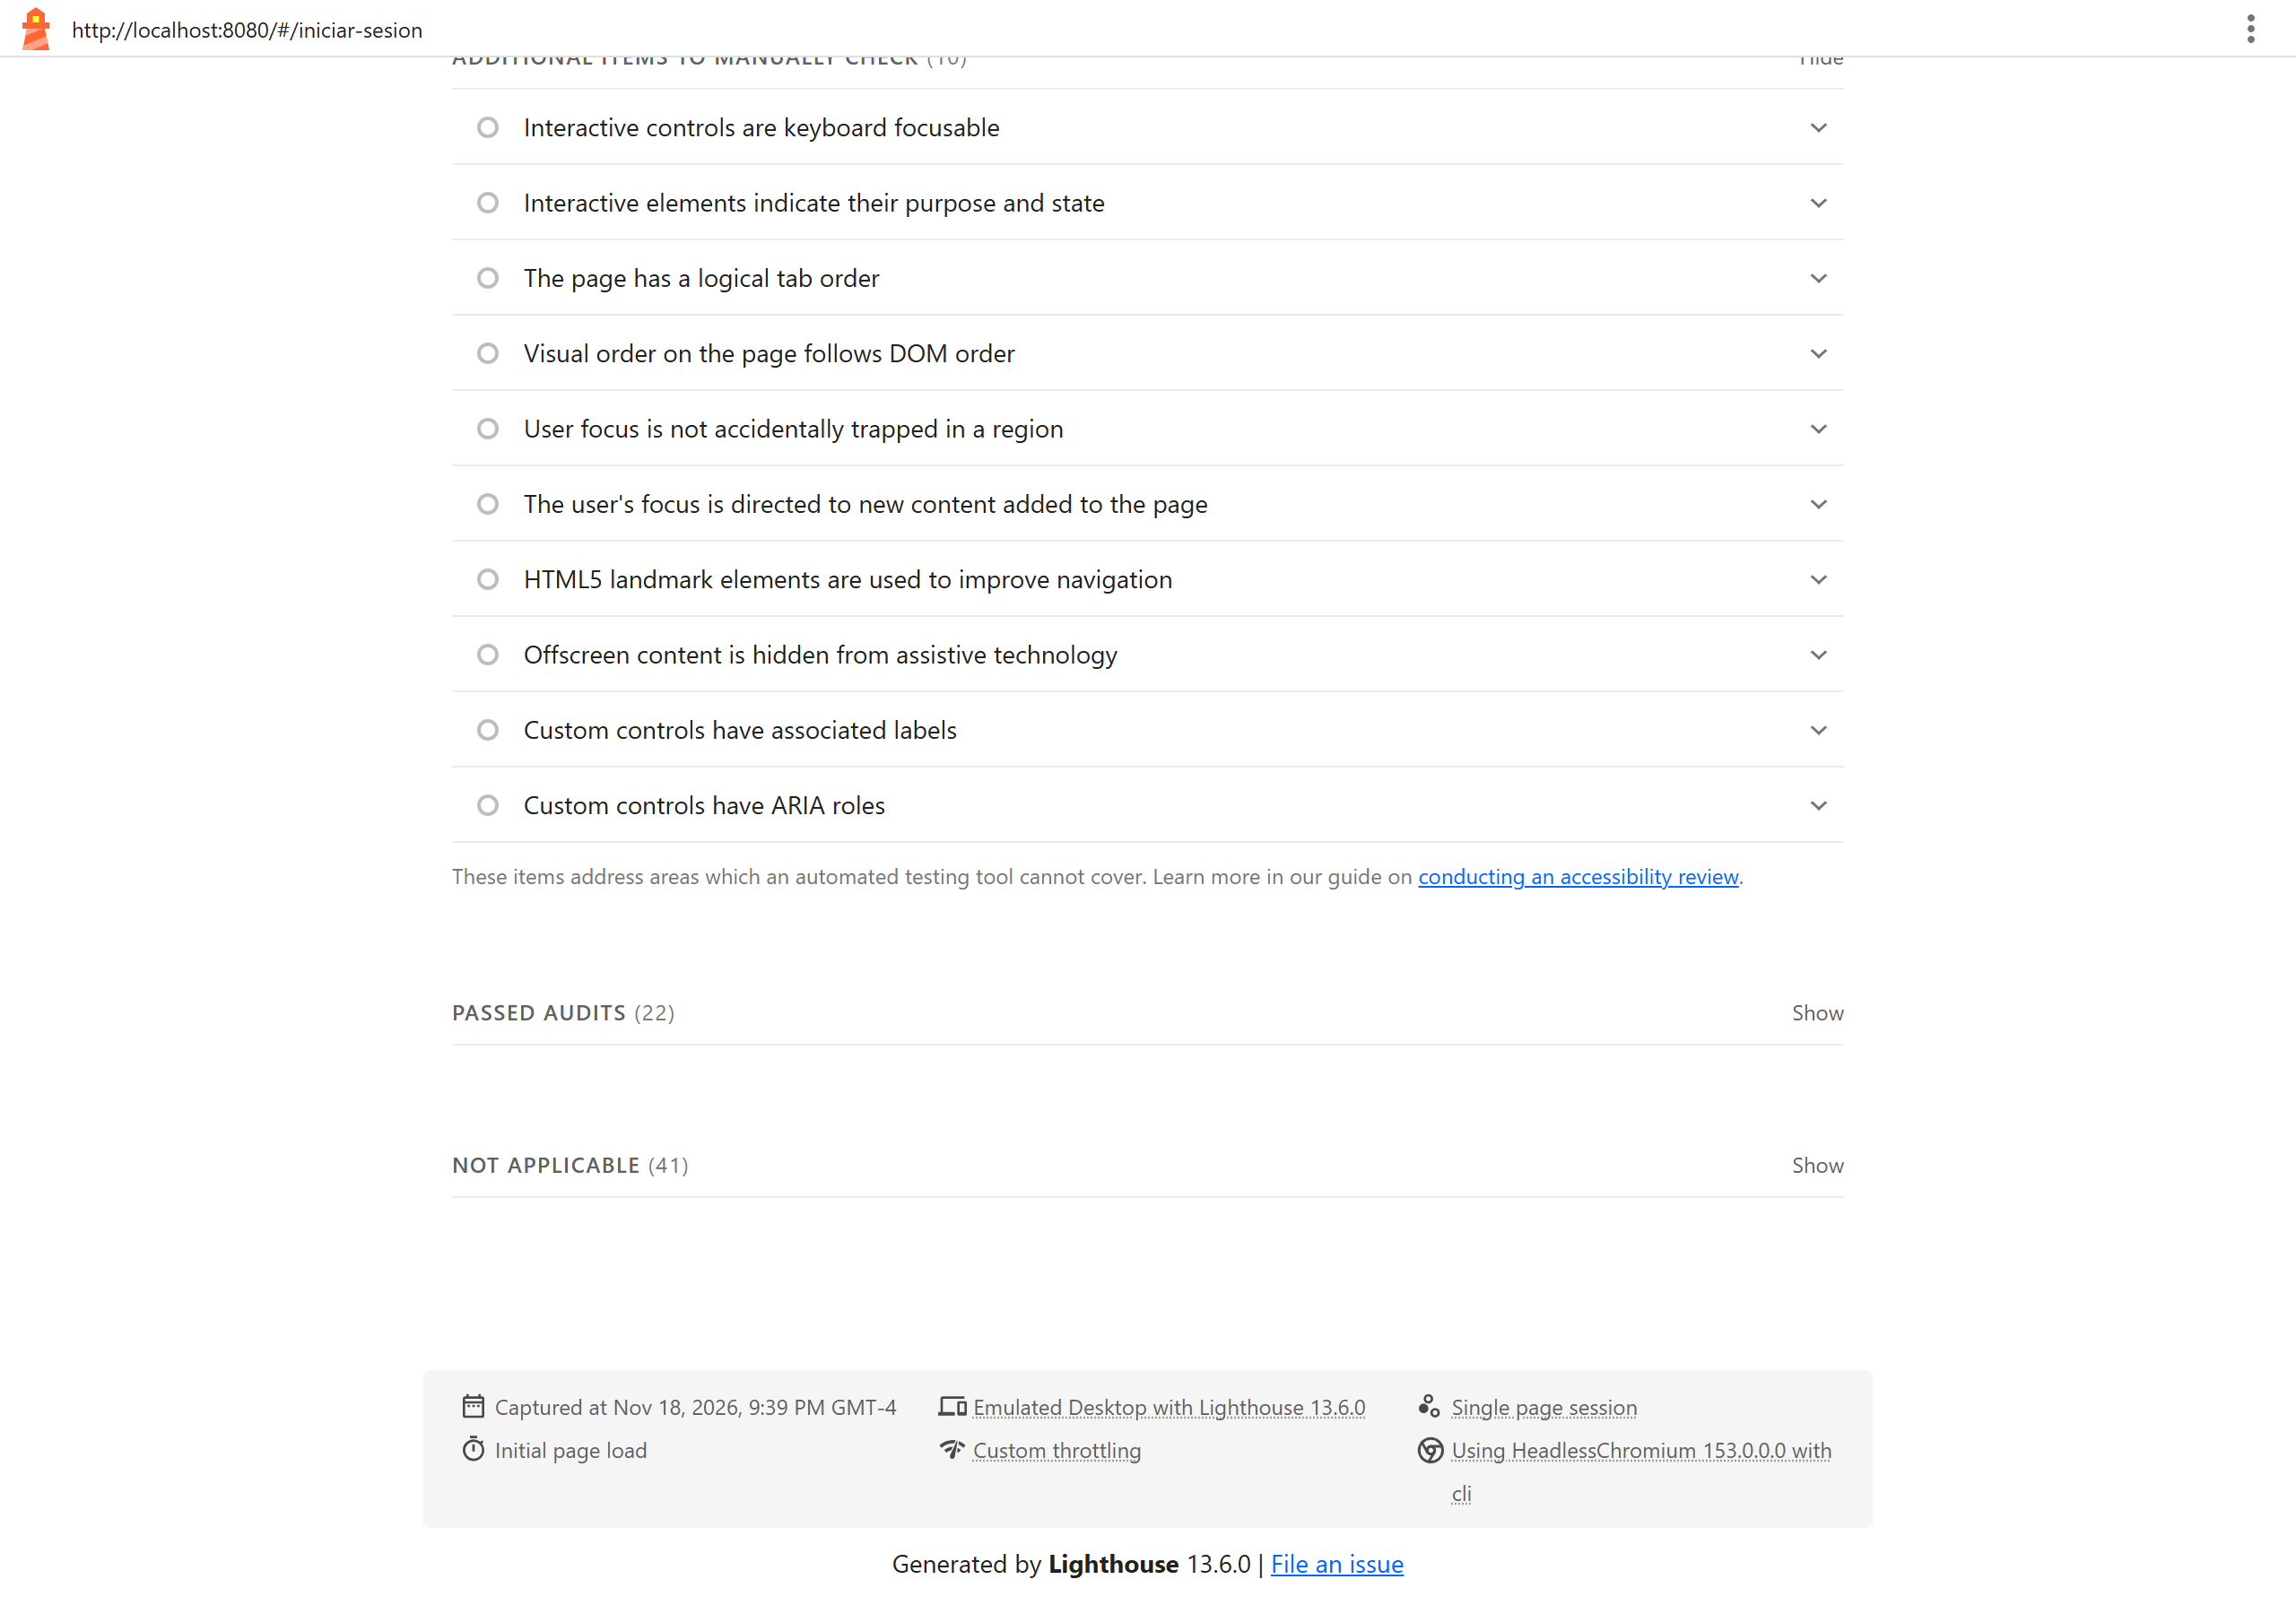 http://localhost:8080/#/iniciar-sesion
ADDITIONAL ITEMS TO MANUALLY CHECK (10)
Hide
Interactive controls are keyboard focusable
Interactive elements indicate their purpose and state
The page has a logical tab order
Visual order on the page follows DOM order
User focus is not accidentally trapped in a region
The user's focus is directed to new content added to the page
HTML5 landmark elements are used to improve navigation
Offscreen content is hidden from assistive technology
Custom controls have associated labels
Custom controls have ARIA roles
These items address areas which an automated testing tool cannot cover. Learn more in our guide on conducting an accessibility review.
PASSED AUDITS (22)
Show
NOT APPLICABLE (41)
Show
Captured at Nov 18, 2026, 9:39 PM GMT-4
Emulated Desktop with Lighthouse 13.6.0
Single page session
Initial page load
Custom throttling
Using HeadlessChromium 153.0.0.0 with
cli
Generated by Lighthouse 13.6.0 | File an issue